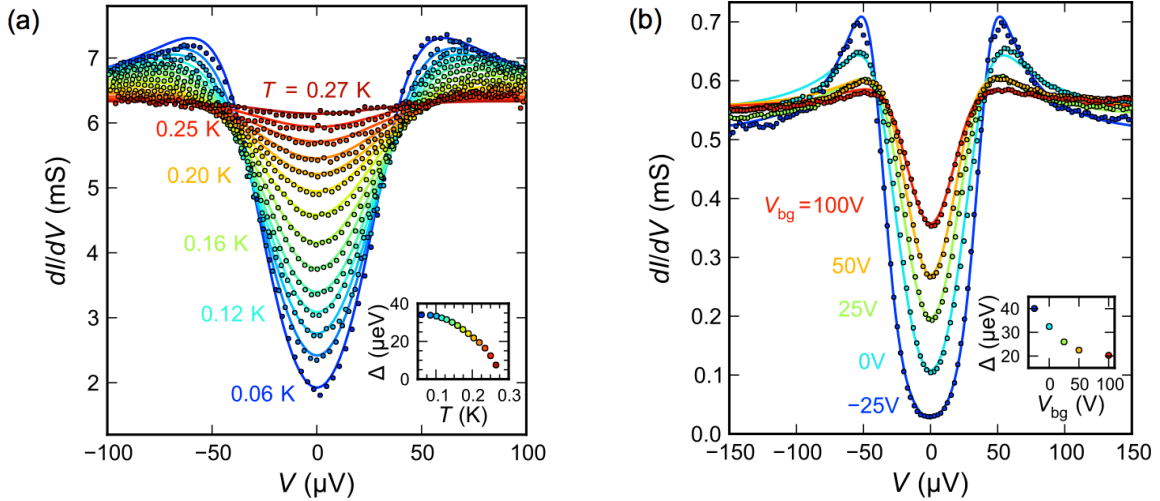 (a)
dI/dV (mS)
7
6
5
4
3
2
T = 0.27 K
0.25 K
0.20 K
0.16 K
0.12 K
0.06 K
Δ (μeV)
40
20
0
0.1 0.2 0.3
T (K)
−100 −50 0 50 100
V (μV)
(b)
dI/dV (mS)
0.7
0.6
0.5
0.4
0.3
0.2
0.1
0.0
Vbg=100V
50V
25V
0V
−25V
Δ (μeV)
40
30
20
0 50 100
Vbg (V)
−150 −100 −50 0 50 100 150
V (μV)